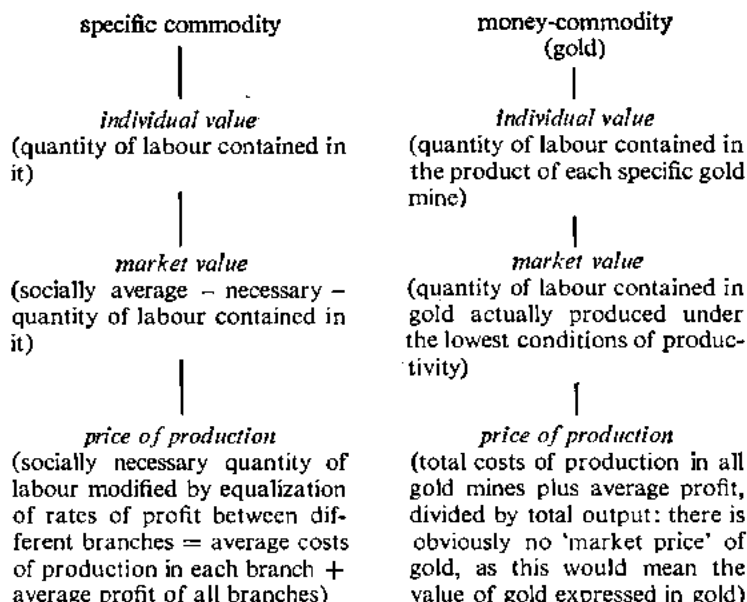 specific commodity
individual value
(quantity of labour contained in
it)
market value
(socially average – necessary –
quantity of labour contained in
it)
price of production
(socially necessary quantity of
labour modified by equalization
of rates of profit between dif-
ferent branches = average costs
of production in each branch +
average profit of all branches)
money-commodity
(gold)
individual value
(quantity of labour contained in
the product of each specific gold
mine)
market value
(quantity of labour contained in
gold actually produced under
the lowest conditions of produc-
tivity)
price of production
(total costs of production in all
gold mines plus average profit,
divided by total output: there is
obviously no 'market price' of
gold, as this would mean the
value of gold expressed in gold)